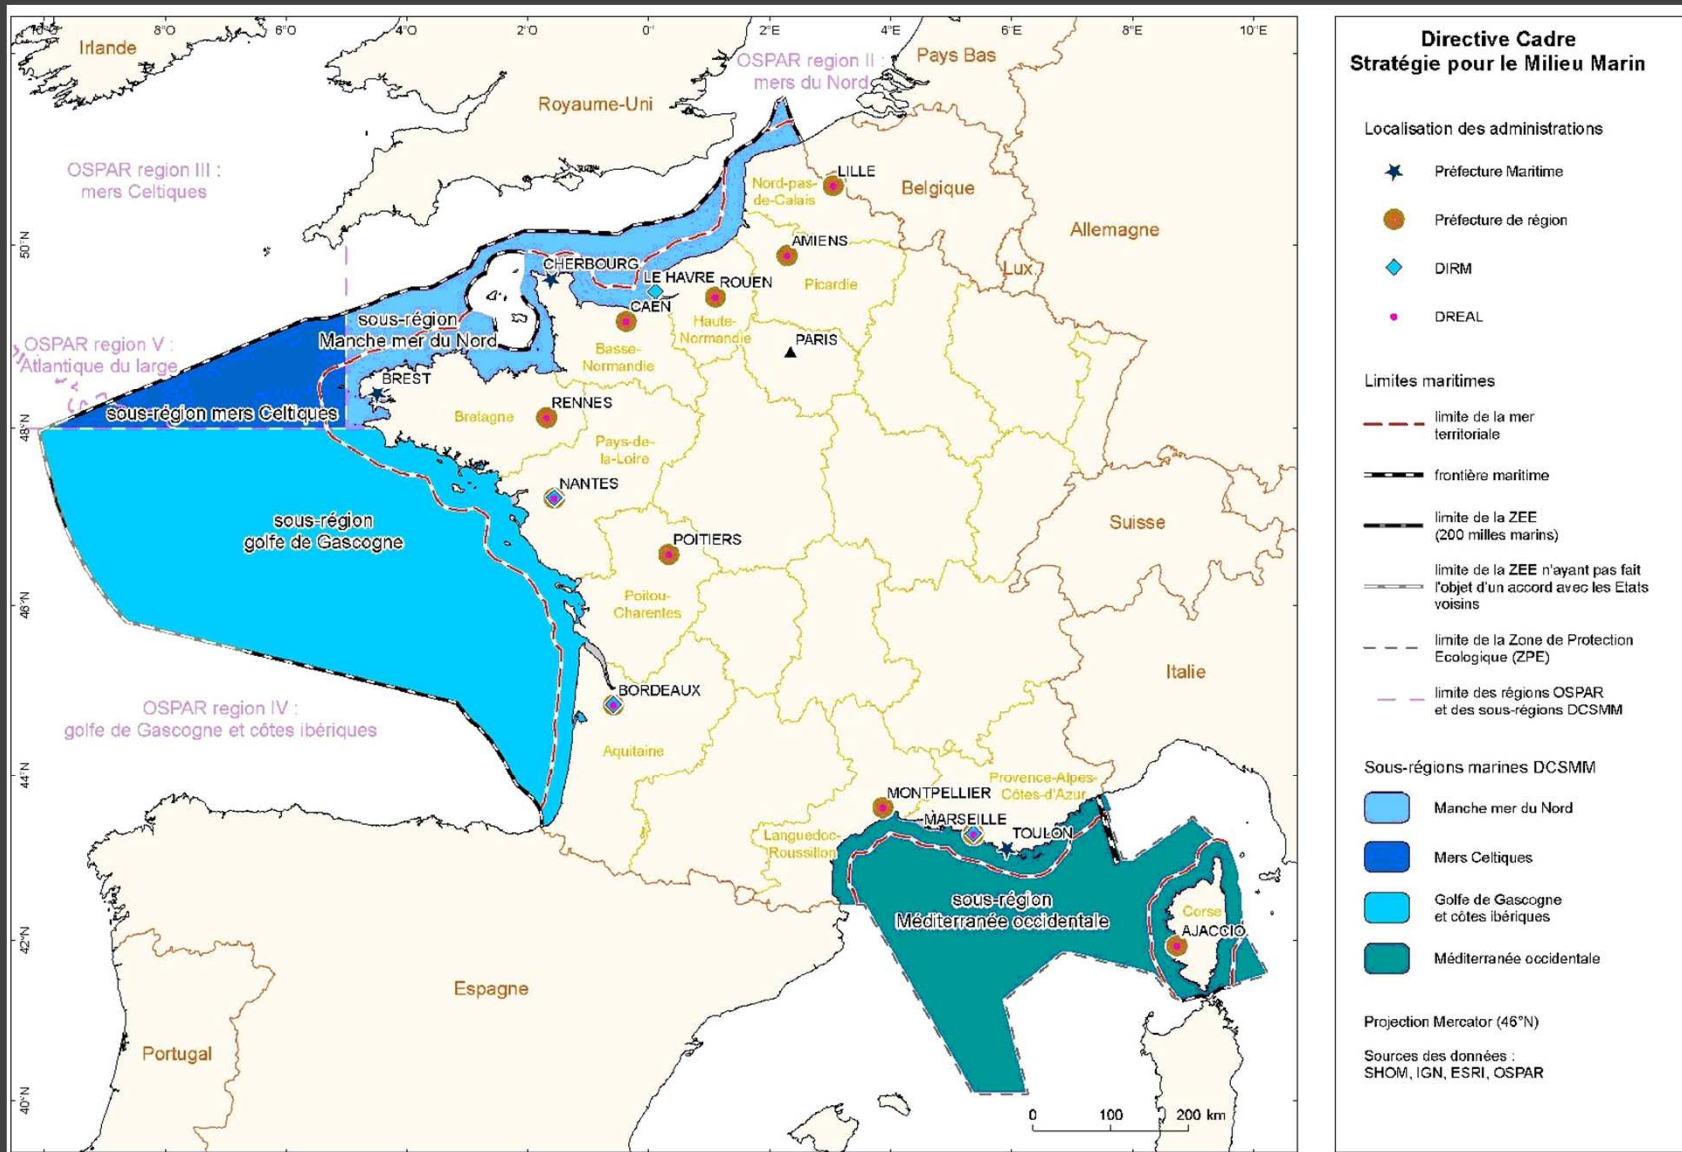 10°O
8°O
6°O
4°O
2°O
0°
2°E
4°E
6°E
8°E
10°E
Irlande
Royaume-Uni
OSPAR region II :
mers du Nord
Pays Bas
OSPAR region III :
mers Celtiques
LILLE
Nord-pas-
de-Calais
Belgique
Allemagne
50°N
AMIENS
Lux.
CHERBOURG
LE HAVRE
ROUEN
Picardie
CAEN
sous-région
Manche mer du Nord
Haute-
Normandie
PARIS
OSPAR region V :
Atlantique du large
Basse-
Normandie
BREST
sous-région mers Celtiques
RENNES
Bretagne
48°N
Pays-de-
la-Loire
NANTES
sous-région
golfe de Gascogne
Suisse
POITIERS
46°N
Poitou-
Charentes
Italie
BORDEAUX
OSPAR region IV :
golfe de Gascogne et côtes ibériques
Aquitaine
44°N
Provence-Alpes-
Côtes-d'Azur
MONTPELLIER
MARSEILLE
TOULON
Languedoc-
Roussillon
sous-région
Méditerranée occidentale
Corse
AJACCIO
42°N
Espagne
Portugal
40°N
0 100 200 km
Directive Cadre
Stratégie pour le Milieu Marin
Localisation des administrations
Préfecture Maritime
Préfecture de région
DIRM
DREAL
Limites maritimes
limite de la mer
territoriale
frontière maritime
limite de la ZEE
(200 milles marins)
limite de la ZEE n'ayant pas fait
l'objet d'un accord avec les Etats
voisins
limite de la Zone de Protection
Ecologique (ZPE)
limite des régions OSPAR
et des sous-régions DCSMM
Sous-régions marines DCSMM
Manche mer du Nord
Mers Celtiques
Golfe de Gascogne
et côtes ibériques
Méditerranée occidentale
Projection Mercator (46°N)
Sources des données :
SHOM, IGN, ESRI, OSPAR